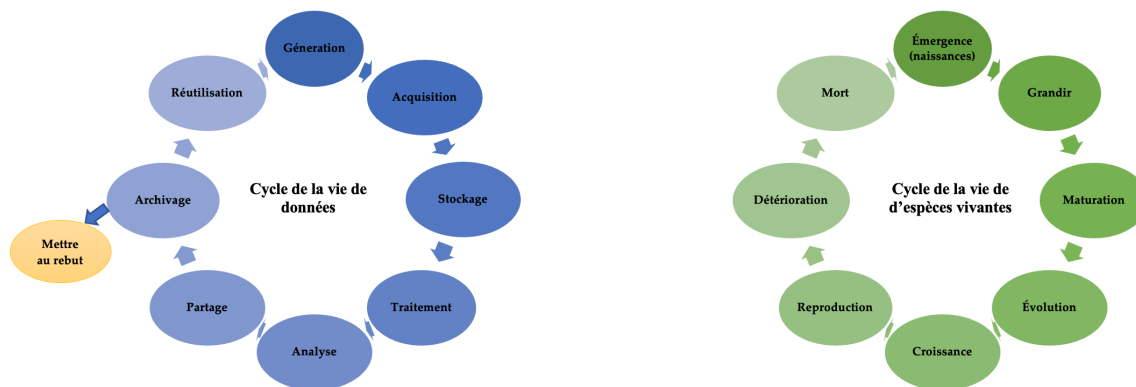 Géneration
Acquisition
Stockage
Traitement
Analyse
Partage
Archivage
Réutilisation
Mettre
au rebut
Cycle de la vie de
données
Émergence
(naissances)
Grandir
Maturation
Évolution
Croissance
Reproduction
Détérioration
Mort
Cycle de la vie de
d'espèces vivantes